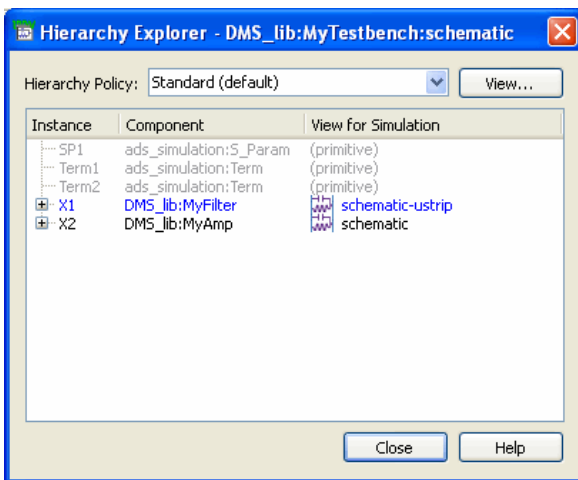 Hierarchy Explorer - DMS_lib:MyTestbench:schematic
Hierarchy Policy: Standard (default) View...
Instance Component View for Simulation
SP1 ads_simulation:S_Param (primitive)
Term1 ads_simulation:Term (primitive)
Term2 ads_simulation:Term (primitive)
X1 DMS_lib:MyFilter schematic-ustrip
X2 DMS_lib:MyAmp schematic
Close Help